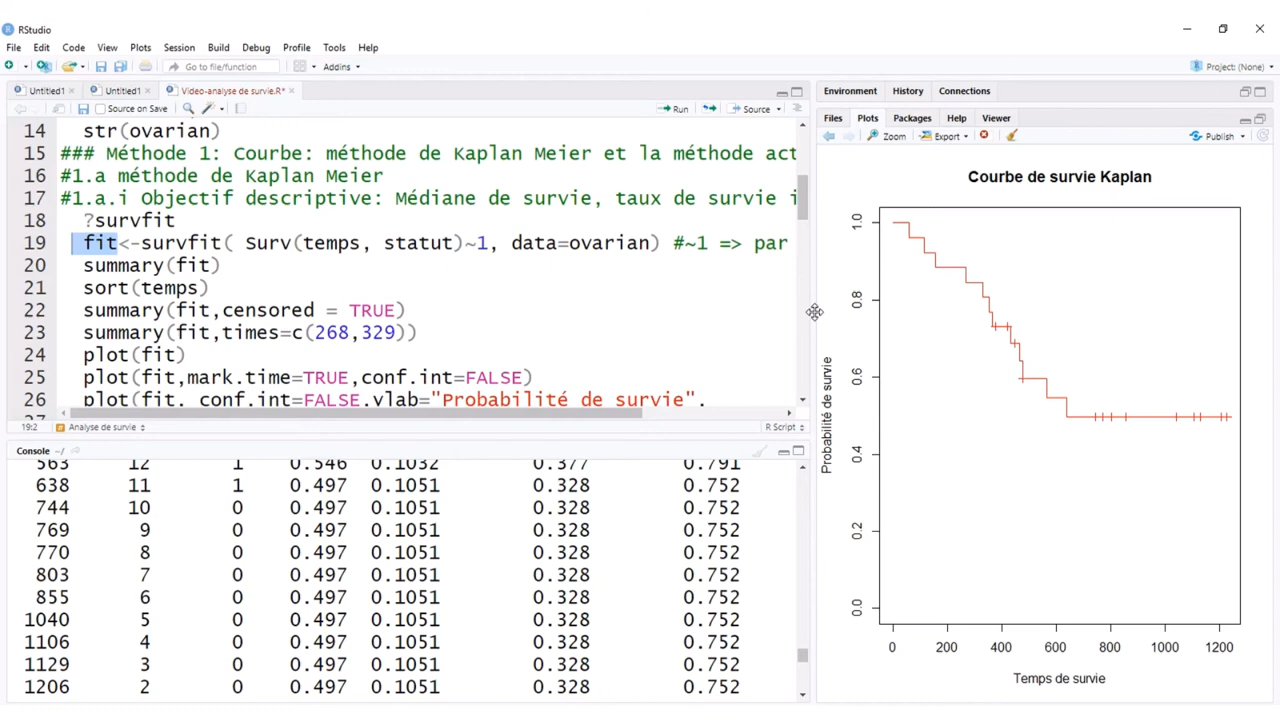 RStudio
File Edit Code View Plots Session Build Debug Profile Tools Help
Go to file/function Addins Project: (None)
Untitled1 Untitled1 Video-analyse de survie.R*
Source on Save Run Source
14 str(ovarian)
15 ### Méthode 1: Courbe: méthode de Kaplan Meier et la méthode act
16 #1.a méthode de Kaplan Meier
17 #1.a.i Objectif descriptive: Médiane de survie, taux de survie i
18 ?survfit
19 fit<-survfit( Surv(temps, statut)~1, data=ovarian) #~1 => par
20 summary(fit)
21 sort(temps)
22 summary(fit,censored = TRUE)
23 summary(fit,times=c(268,329))
24 plot(fit)
25 plot(fit,mark.time=TRUE,conf.int=FALSE)
26 plot(fit, conf.int=FALSE,ylab="Probabilité de survie",
19:2 Analyse de survie R Script
Console ~/
563 12 1 0.546 0.1032 0.377 0.791
638 11 1 0.497 0.1051 0.328 0.752
744 10 0 0.497 0.1051 0.328 0.752
769 9 0 0.497 0.1051 0.328 0.752
770 8 0 0.497 0.1051 0.328 0.752
803 7 0 0.497 0.1051 0.328 0.752
855 6 0 0.497 0.1051 0.328 0.752
1040 5 0 0.497 0.1051 0.328 0.752
1106 4 0 0.497 0.1051 0.328 0.752
1129 3 0 0.497 0.1051 0.328 0.752
1206 2 0 0.497 0.1051 0.328 0.752
Environment History Connections
Files Plots Packages Help Viewer
Zoom Export Publish
Courbe de survie Kaplan
1.0
0.8
0.6
0.4
0.2
0.0
Probabilité de survie
0 200 400 600 800 1000 1200
Temps de survie